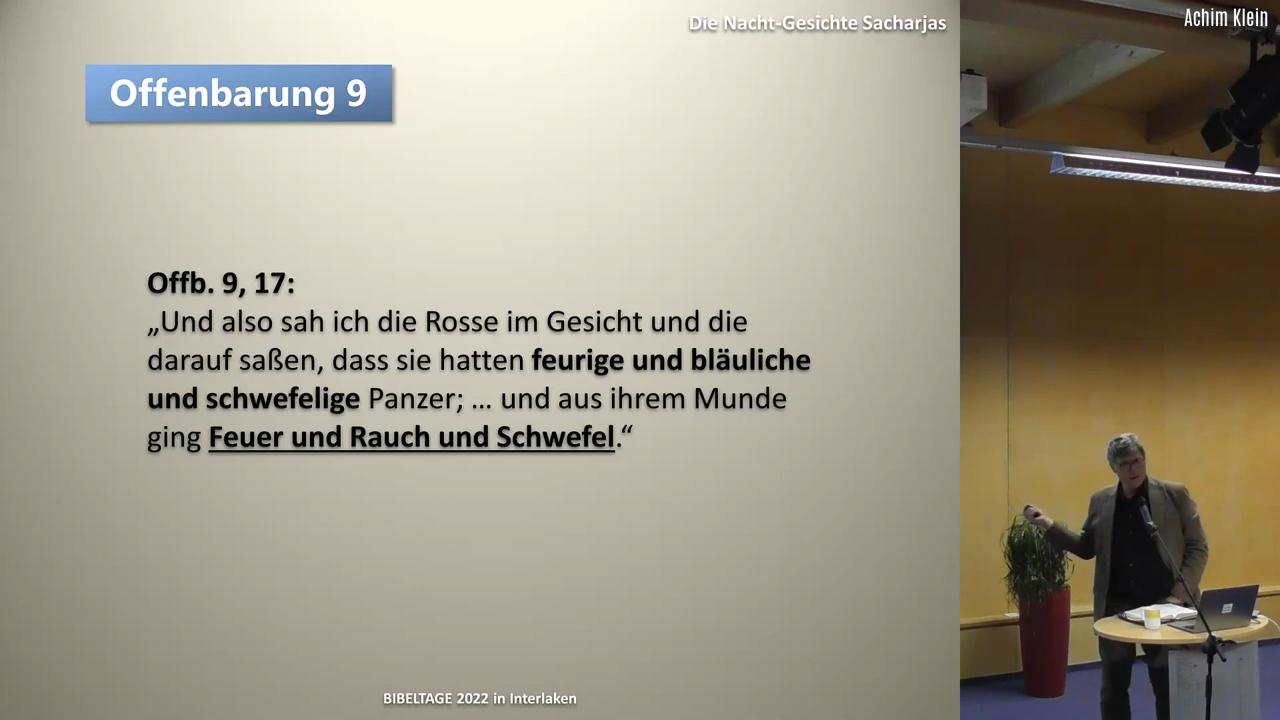 Die Nacht-Gesichte Sacharjas
Achim Klein
Offenbarung 9
Offb. 9, 17:
„Und also sah ich die Rosse im Gesicht und die
darauf saßen, dass sie hatten feurige und bläuliche
und schwefelige Panzer; … und aus ihrem Munde
ging Feuer und Rauch und Schwefel.“
BIBELTAGE 2022 in Interlaken